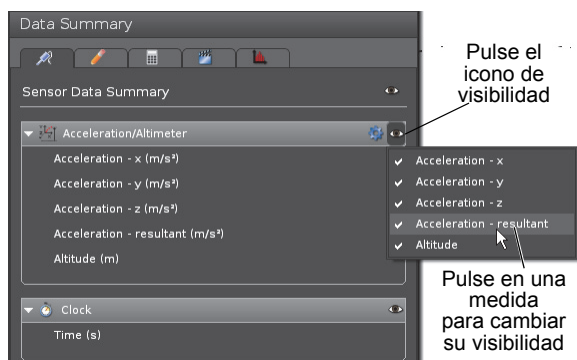 Data Summary
Sensor Data Summary
Acceleration/Altimeter
Acceleration - x (m/s²)
Acceleration - y (m/s²)
Acceleration - z (m/s²)
Acceleration - resultant (m/s²)
Altitude (m)
Clock
Time (s)
Pulse el
icono de
visibilidad
Acceleration - x
Acceleration - y
Acceleration - z
Acceleration - resultant
Altitude
Pulse en una
medida
para cambiar
su visibilidad